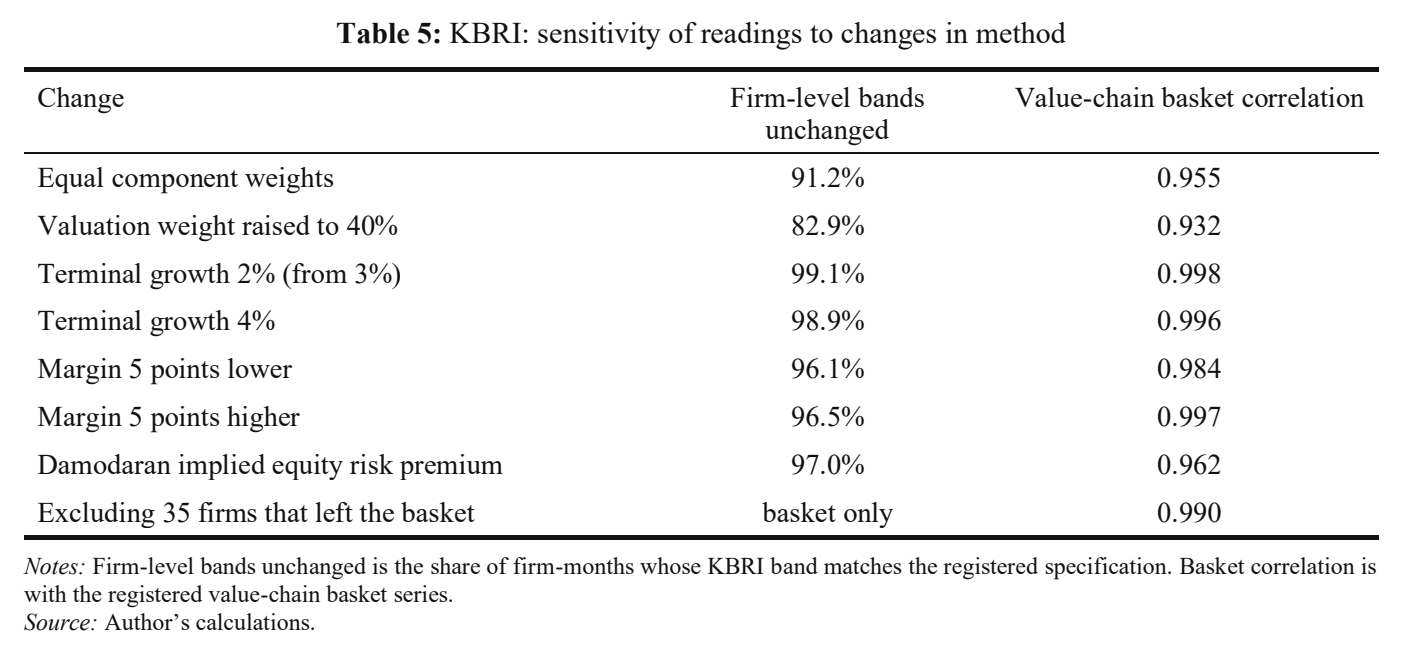 Table 5: KBRI: sensitivity of readings to changes in method
Change Firm-level bands unchanged Value-chain basket correlation
Equal component weights 91.2% 0.955
Valuation weight raised to 40% 82.9% 0.932
Terminal growth 2% (from 3%) 99.1% 0.998
Terminal growth 4% 98.9% 0.996
Margin 5 points lower 96.1% 0.984
Margin 5 points higher 96.5% 0.997
Damodaran implied equity risk premium 97.0% 0.962
Excluding 35 firms that left the basket basket only 0.990
Notes: Firm-level bands unchanged is the share of firm-months whose KBRI band matches the registered specification. Basket correlation is
with the registered value-chain basket series.
Source: Author’s calculations.